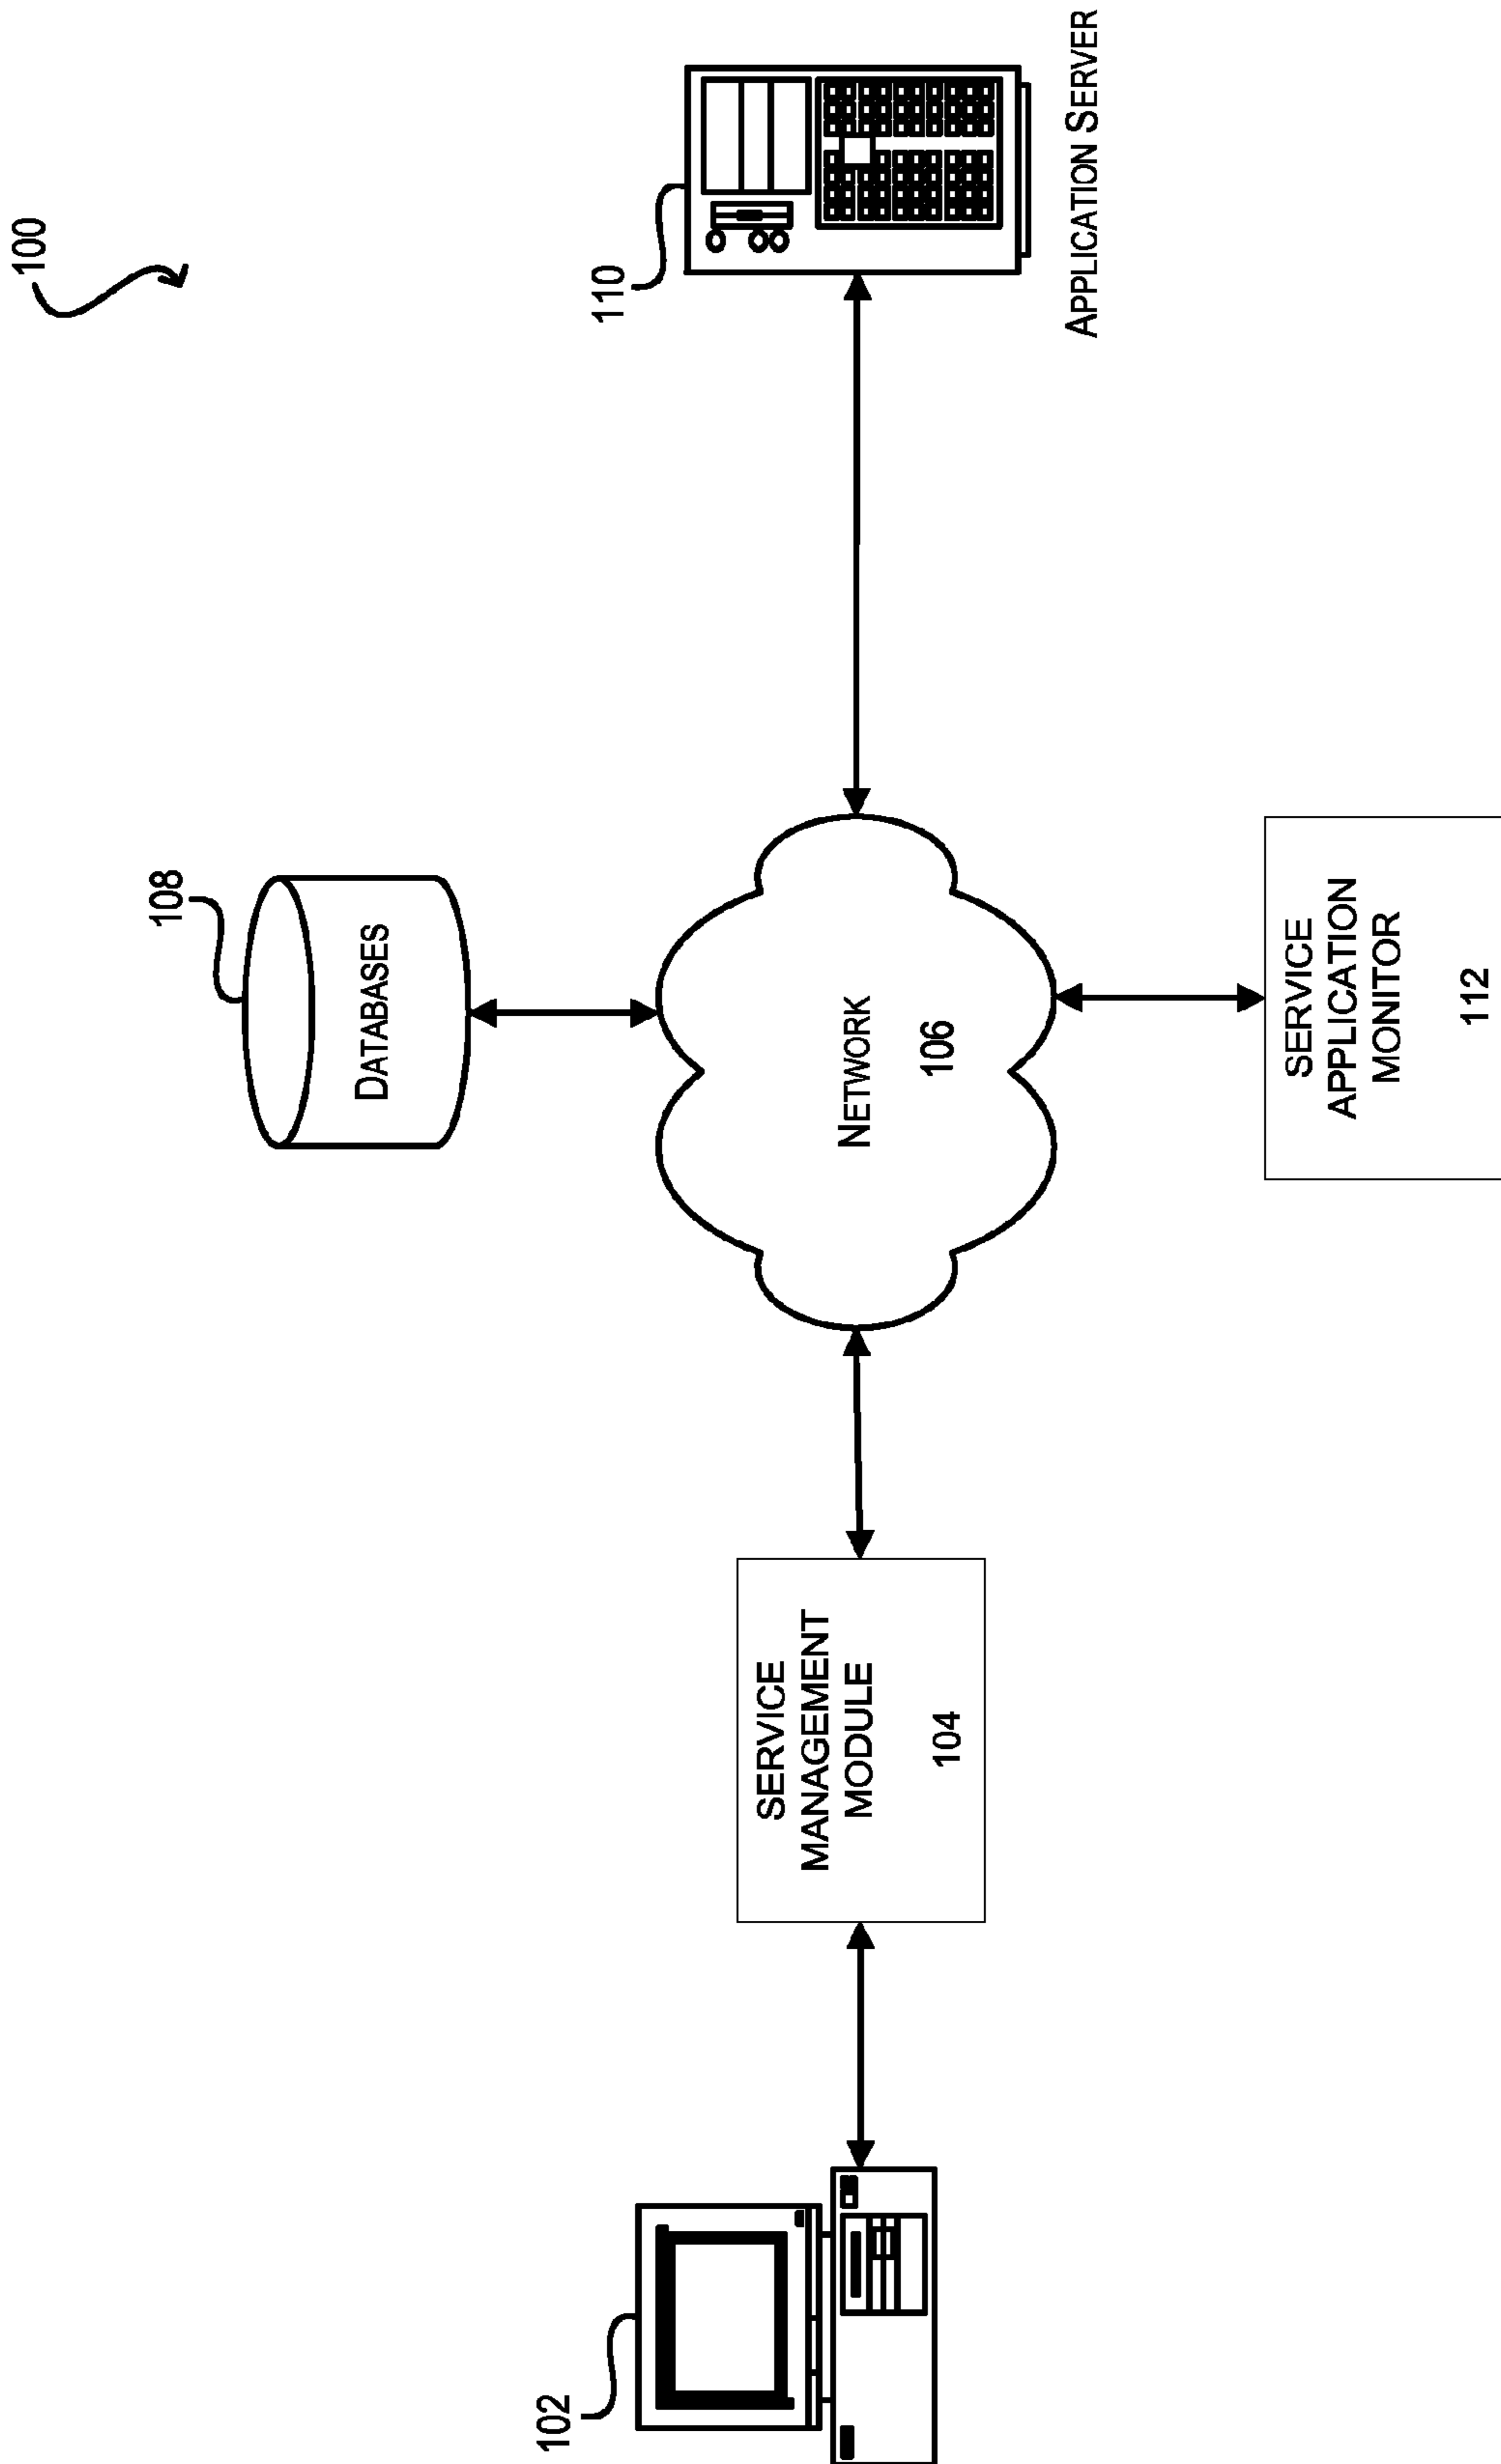 100
108
DATABASES
110
APPLICATION SERVER
102
SERVICE
MANAGEMENT
MODULE
104
NETWORK
106
SERVICE
APPLICATION
MONITOR
112